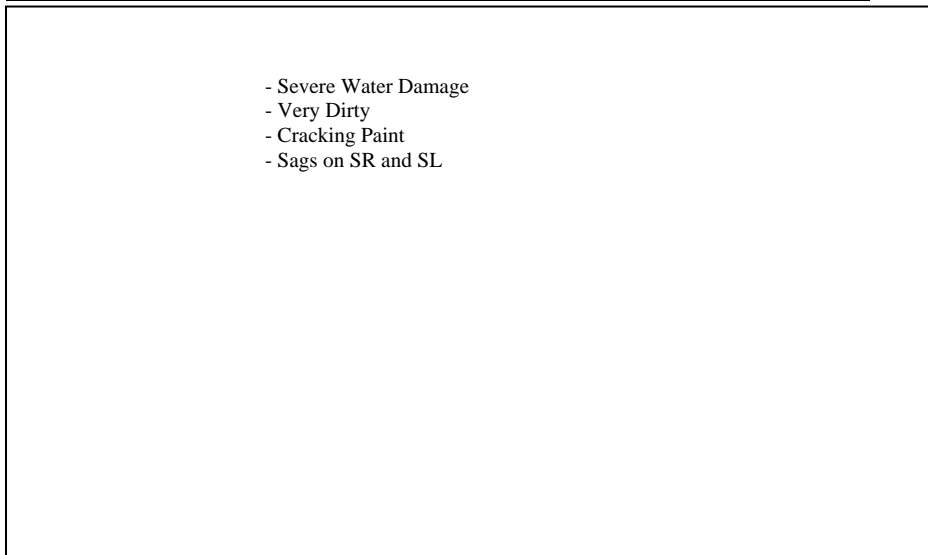 - Severe Water Damage
- Very Dirty
- Cracking Paint
- Sags on SR and SL